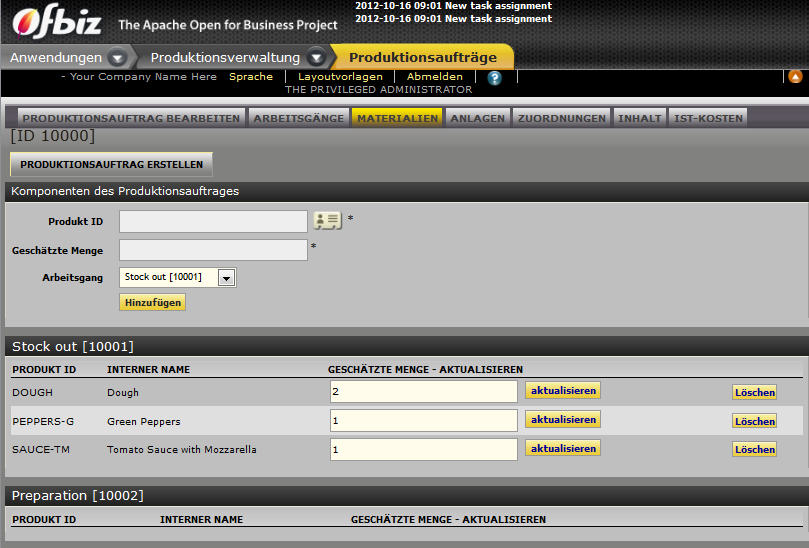 Ofbiz The Apache Open for Business Project
2012-10-16 09:01 New task assignment
2012-10-16 09:01 New task assignment
Anwendungen Produktionsverwaltung Produktionsaufträge
- Your Company Name Here Sprache Layoutvorlagen Abmelden ?
THE PRIVILEGED ADMINISTRATOR
PRODUKTIONSAUFTRAG BEARBEITEN ARBEITSGÄNGE MATERIALIEN ANLAGEN ZUORDNUNGEN INHALT IST-KOSTEN
[ID 10000]
PRODUKTIONSAUFTRAG ERSTELLEN
Komponenten des Produktionsauftrages
Produkt ID *
Geschätzte Menge *
Arbeitsgang Stock out [10001]
Hinzufügen
Stock out [10001]
PRODUKT ID INTERNER NAME GESCHÄTZTE MENGE - AKTUALISIEREN
DOUGH Dough 2 aktualisieren Löschen
PEPPERS-G Green Peppers 1 aktualisieren Löschen
SAUCE-TM Tomato Sauce with Mozzarella 1 aktualisieren Löschen
Preparation [10002]
PRODUKT ID INTERNER NAME GESCHÄTZTE MENGE - AKTUALISIEREN